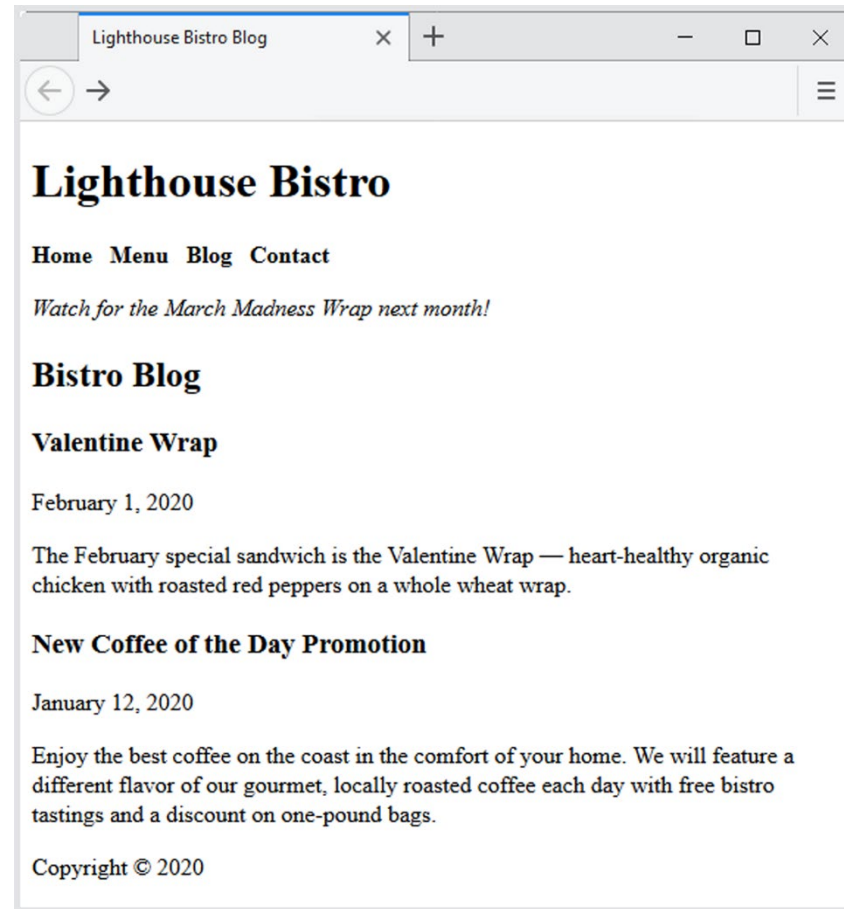 Lighthouse Bistro Blog
Lighthouse Bistro
Home Menu Blog Contact
Watch for the March Madness Wrap next month!
Bistro Blog
Valentine Wrap
February 1, 2020
The February special sandwich is the Valentine Wrap — heart-healthy organic
chicken with roasted red peppers on a whole wheat wrap.
New Coffee of the Day Promotion
January 12, 2020
Enjoy the best coffee on the coast in the comfort of your home. We will feature a
different flavor of our gourmet, locally roasted coffee each day with free bistro
tastings and a discount on one-pound bags.
Copyright © 2020